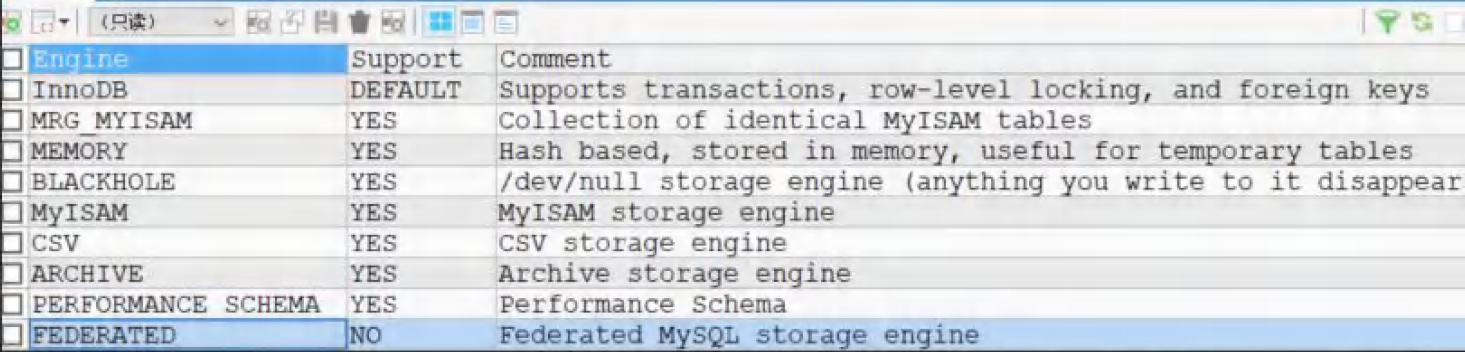 (只读)
Engine Support Comment
InnoDB DEFAULT Supports transactions, row-level locking, and foreign keys
MRG_MYISAM YES Collection of identical MyISAM tables
MEMORY YES Hash based, stored in memory, useful for temporary tables
BLACKHOLE YES /dev/null storage engine (anything you write to it disappear
MyISAM YES MyISAM storage engine
CSV YES CSV storage engine
ARCHIVE YES Archive storage engine
PERFORMANCE_SCHEMA YES Performance Schema
FEDERATED NO Federated MySQL storage engine